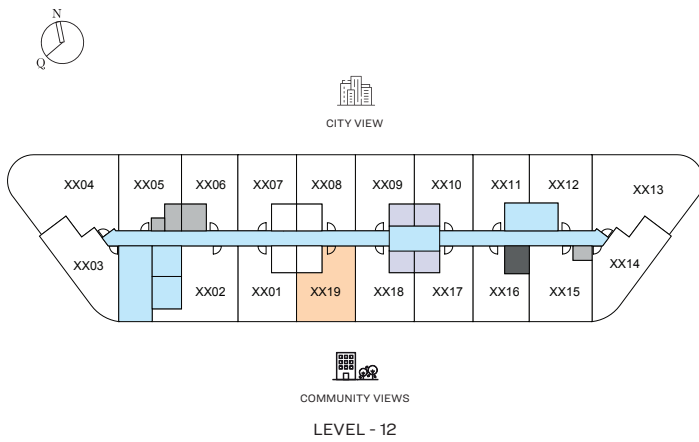 N
Q
CITY VIEW
XX04 XX05 XX06 XX07 XX08 XX09 XX10 XX11 XX12 XX13
XX03 XX02 XX01 XX19 XX18 XX17 XX16 XX15 XX14
COMMUNITY VIEWS
LEVEL - 12